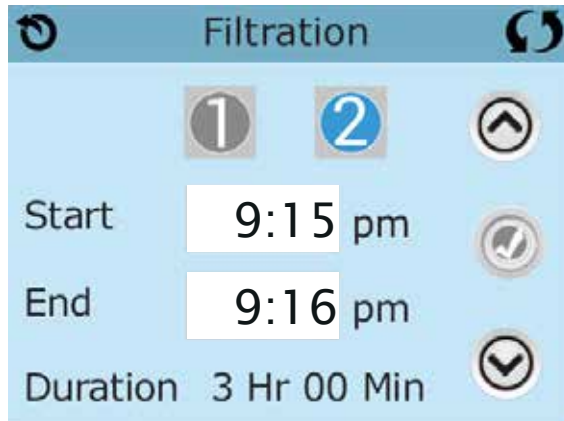 Filtration
1 2
Start 9:15 pm
End 9:16 pm
Duration 3 Hr 00 Min